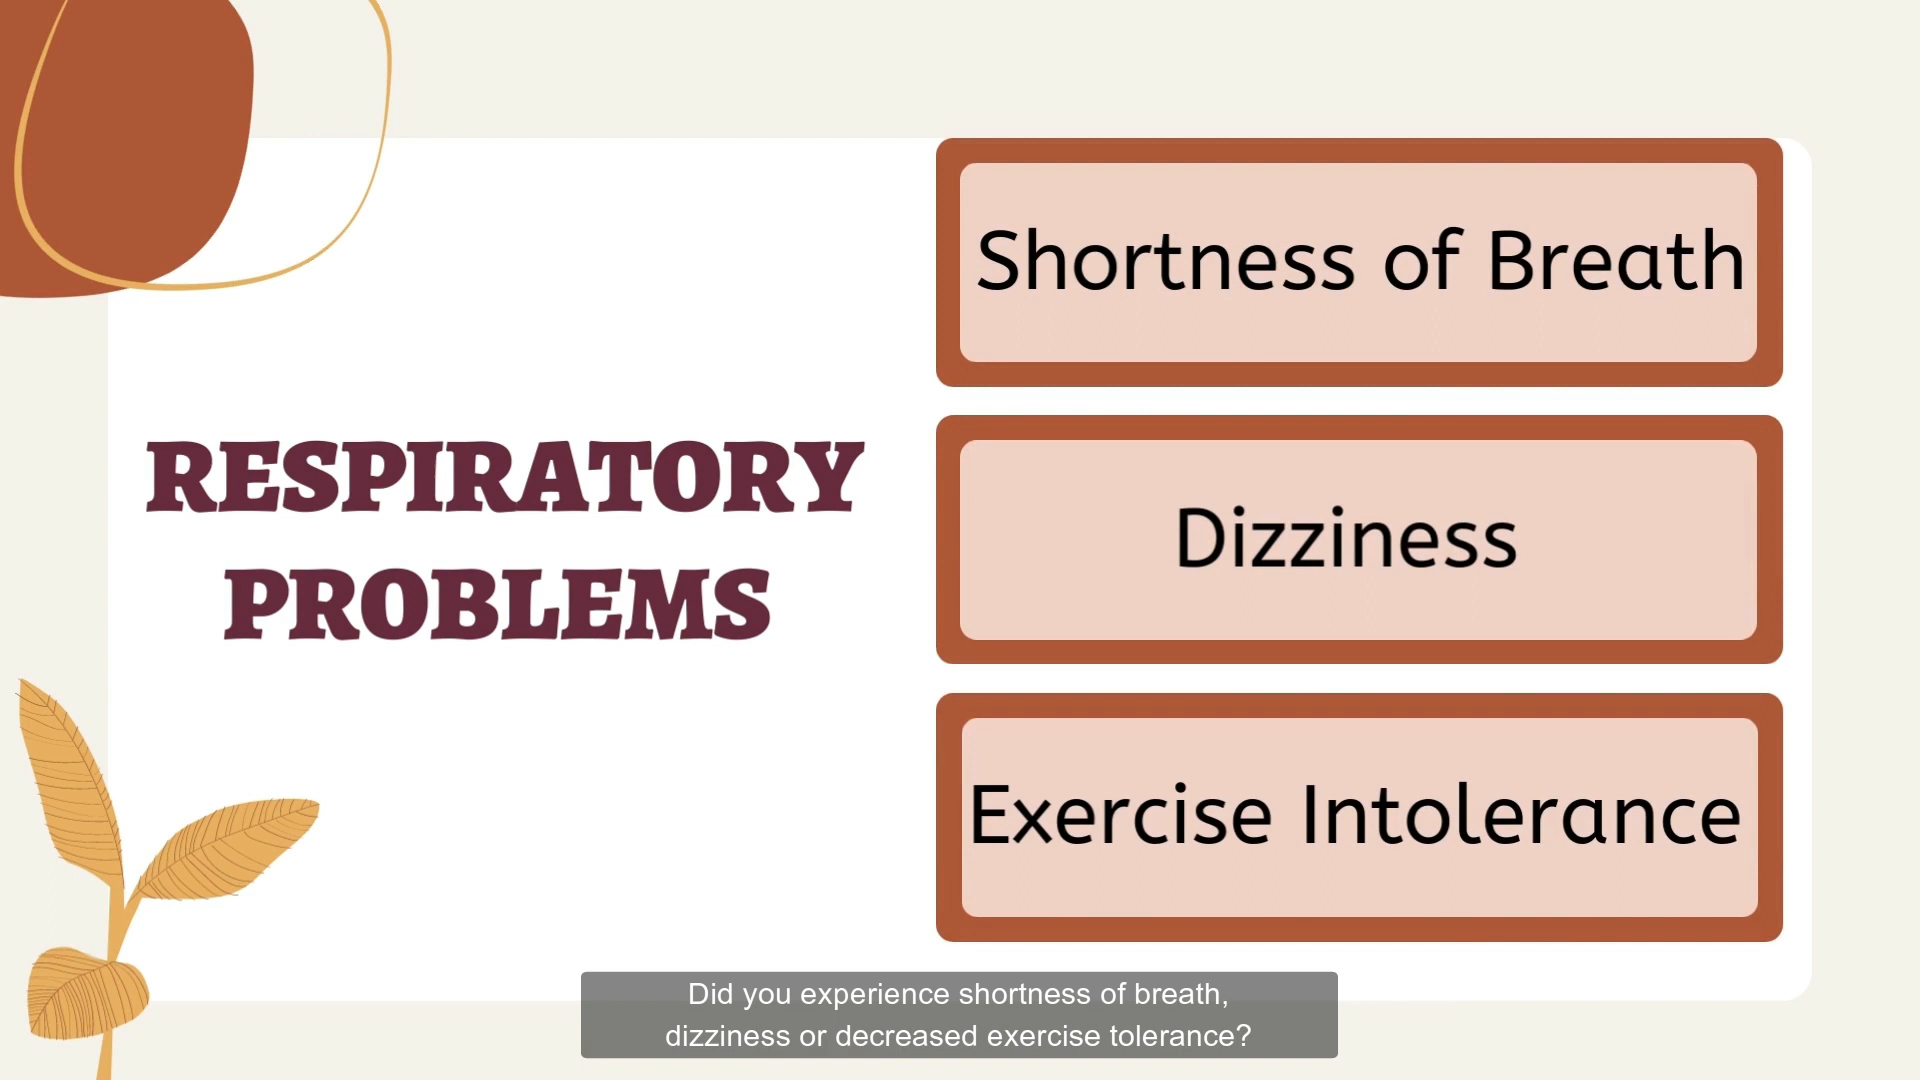 RESPIRATORY
PROBLEMS
Shortness of Breath
Dizziness
Exercise Intolerance
Did you experience shortness of breath,
dizziness or decreased exercise tolerance?